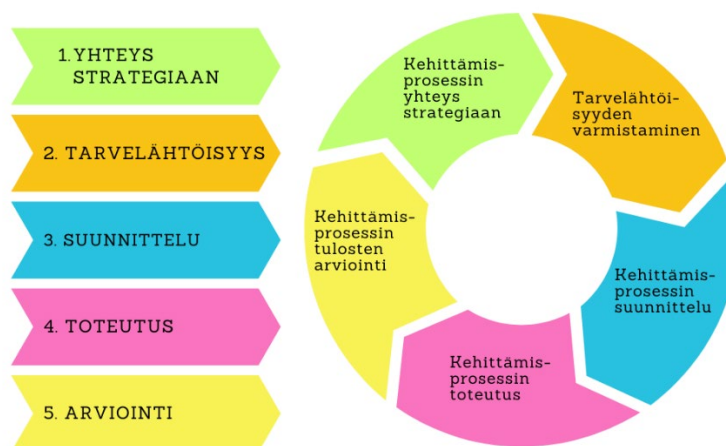 1. YHTEYS
STRATEGIAAN
2. TARVELÄHTÖISYYS
3. SUUNNITTELU
4. TOTEUTUS
5. ARVIOINTI
Kehittämis-
prosessin
yhteys
strategiaan
Tarvelähtöi-
syyden
varmistaminen
Kehittämis-
prosessin
suunnittelu
Kehittämis-
prosessin
toteutus
Kehittämis-
prosessin
tulosten
arviointi